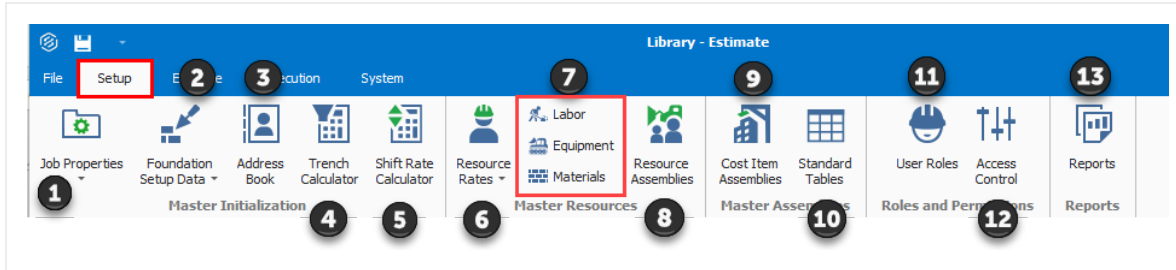 Library - Estimate
File Setup System
2 3 7 9 11 13
Labor
Equipment
Materials
Job Properties Foundation Setup Data Address Book Trench Calculator Shift Rate Calculator Resource Rates Resource Assemblies Cost Item Assemblies Standard Tables User Roles Access Control Reports
1
Master Initialization Master Resources Master Roles and Reports
4 5 6 8 10 12